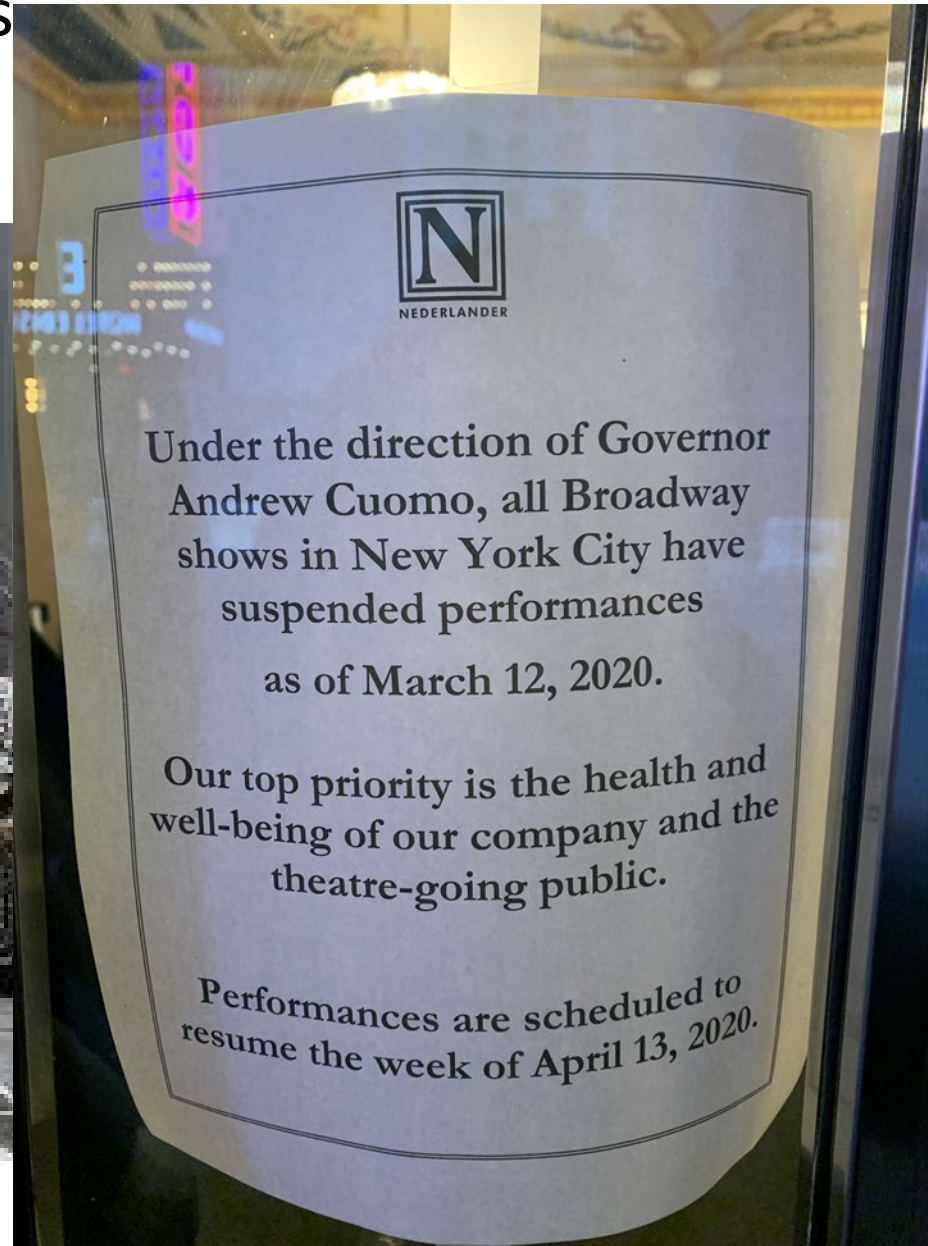 S
N
NEDERLANDER
Under the direction of Governor
Andrew Cuomo, all Broadway
shows in New York City have
suspended performances
as of March 12, 2020.
Our top priority is the health and
well-being of our company and the
theatre-going public.
Performances are scheduled to
resume the week of April 13, 2020.